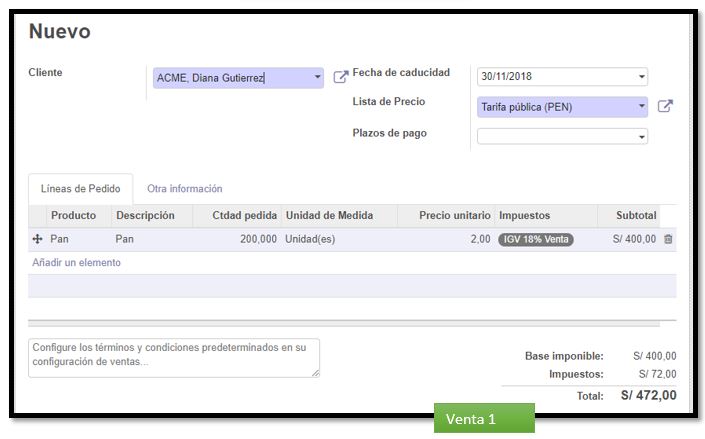 Nuevo
Cliente
ACME, Diana Gutierrez
Fecha de caducidad
30/11/2018
Lista de Precio
Tarifa pública (PEN)
Plazos de pago
Líneas de Pedido
Otra información
Producto Descripción Ctdad pedida Unidad de Medida Precio unitario Impuestos Subtotal
Pan Pan 200,000 Unidad(es) 2,00 IGV 18% Venta S/ 400,00
Añadir un elemento
Configure los términos y condiciones predeterminados en su
configuración de ventas...
Base imponible: S/ 400,00
Impuestos: S/ 72,00
Total: S/ 472,00
Venta 1